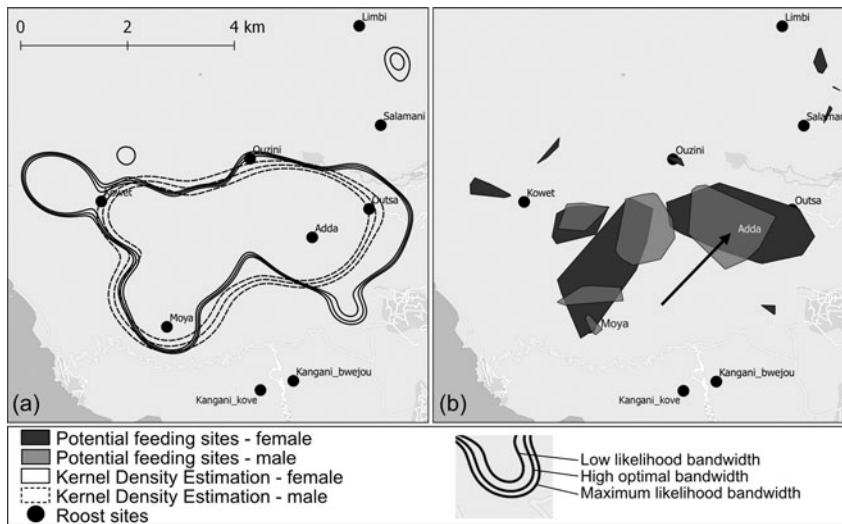 0 2 4 km
Limbi
Salamani
Ouzini
Kowet
Outsa
Adda
Moya
Kangani_bwejou
Kangani_kove
(a)
Limbi
Salaman
Ouzini
Kowet
Outsa
Adda
Moya
Kangani_bwejou
Kangani_kove
(b)
Potential feeding sites - female
Potential feeding sites - male
Kernel Density Estimation - female
Kernel Density Estimation - male
Roost sites
Low likelihood bandwidth
High optimal bandwidth
Maximum likelihood bandwidth